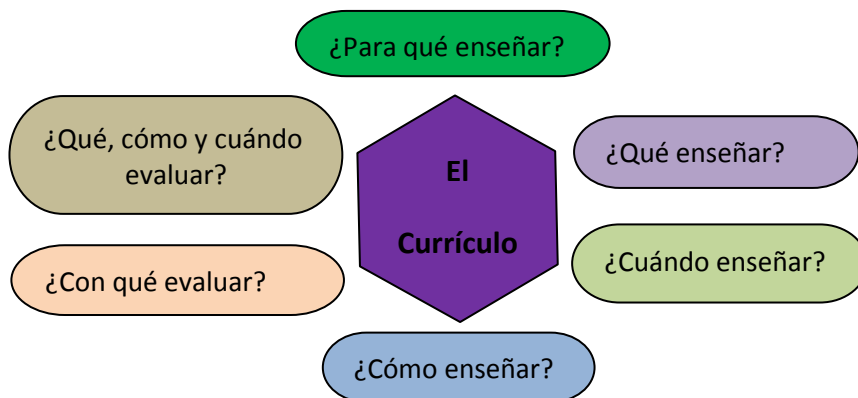 ¿Para qué enseñar?
¿Qué, cómo y cuándo
evaluar?
El
Currículo
¿Qué enseñar?
¿Con qué evaluar?
¿Cuándo enseñar?
¿Cómo enseñar?